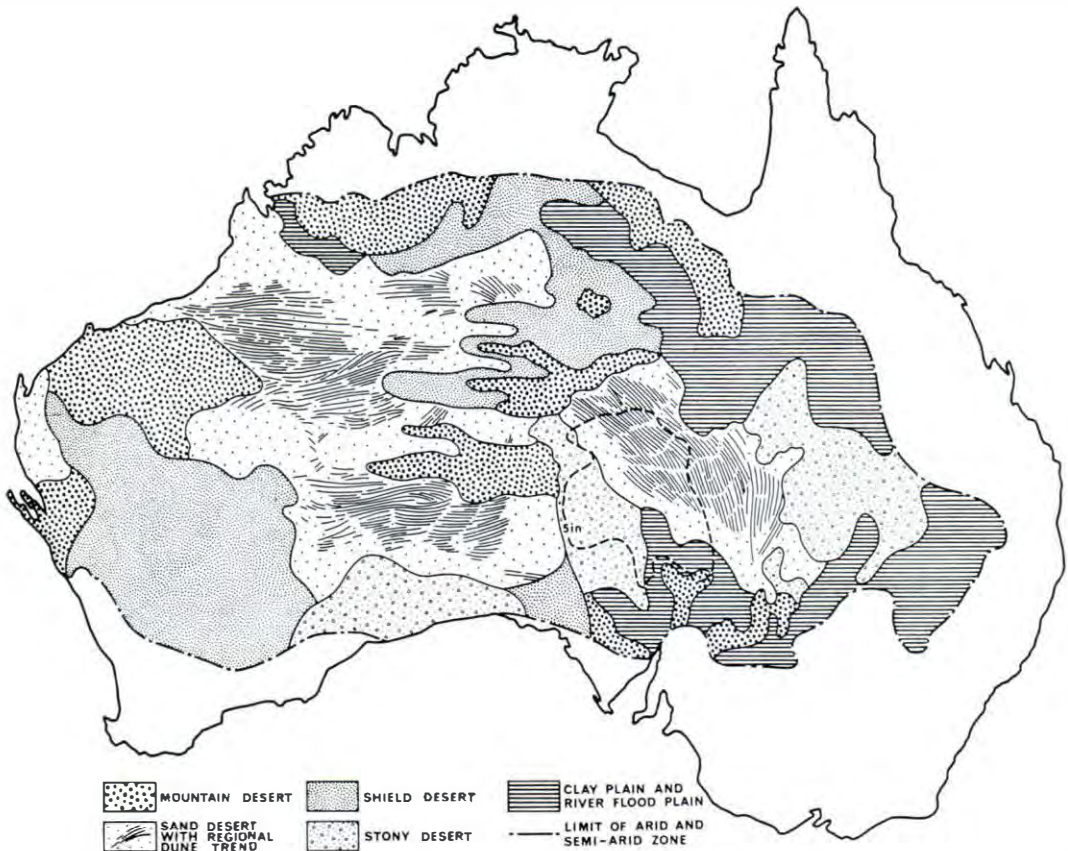 5in
MOUNTAIN DESERT
SHIELD DESERT
CLAY PLAIN AND
RIVER FLOOD PLAIN
SAND DESERT
WITH REGIONAL
DUNE TREND
STONY DESERT
LIMIT OF ARID AND
SEMI-ARID ZONE